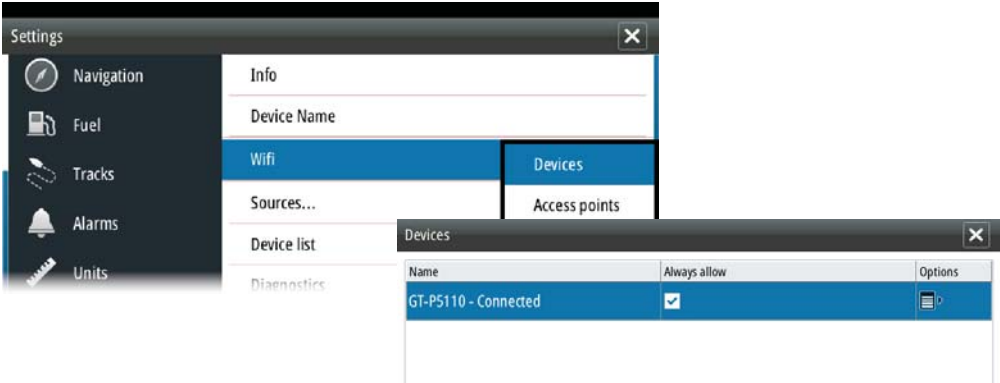 Settings
Navigation
Fuel
Tracks
Alarms
Units
Info
Device Name
Wifi
Sources...
Device list
Diagnostics
Devices
Access points
Devices
Name Always allow Options
GT-P5110 - Connected